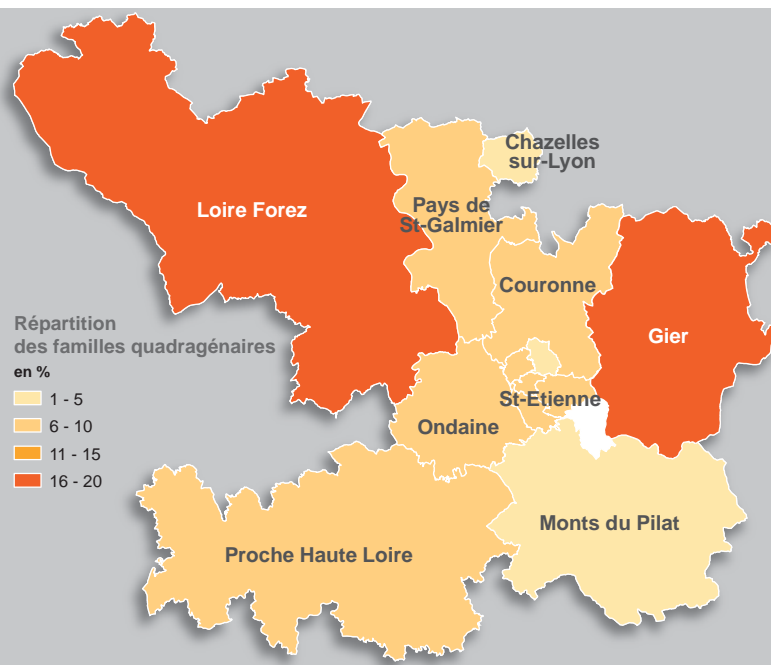 Chazelles
sur-Lyon
Loire Forez
Pays de
St-Galmier
Couronne
Gier
Répartition
des familles quadragénaires
en %
1 - 5
6 - 10
11 - 15
16 - 20
St-Etienne
Ondaine
Monts du Pilat
Proche Haute Loire